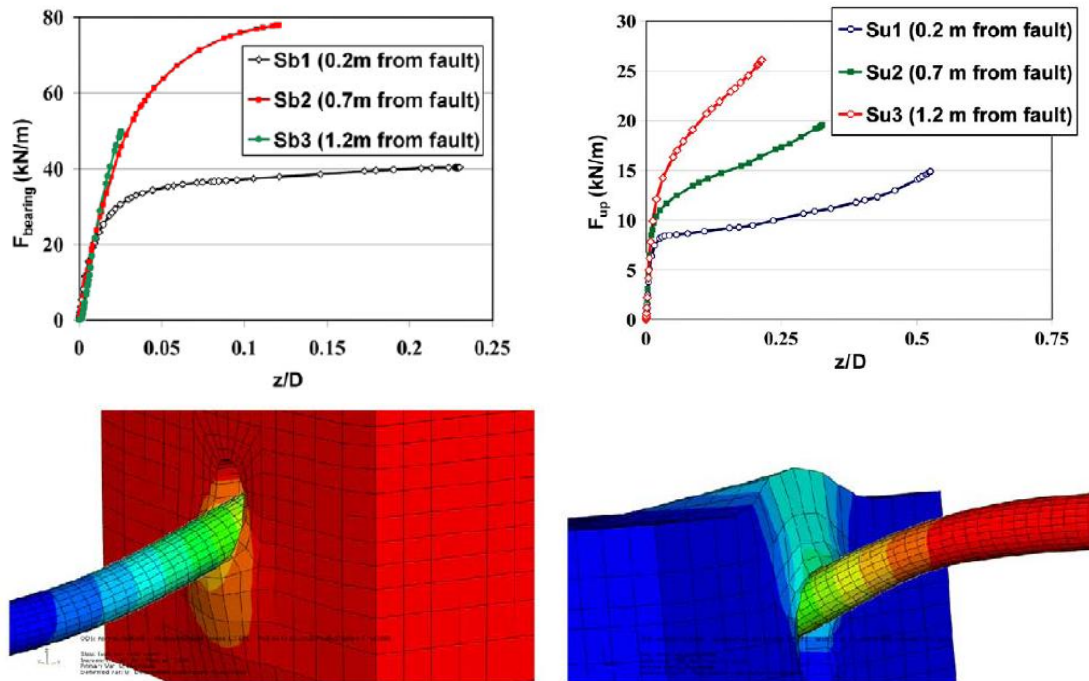 80
60
40
20
0
F_bearing (kN/m)
Sb1 (0.2m from fault)
Sb2 (0.7m from fault)
Sb3 (1.2m from fault)
0 0.05 0.1 0.15 0.2 0.25
z/D
30
25
20
15
10
5
0
F_up (kN/m)
Su1 (0.2 m from fault)
Su2 (0.7 m from fault)
Su3 (1.2 m from fault)
0 0.25 0.5 0.75
z/D